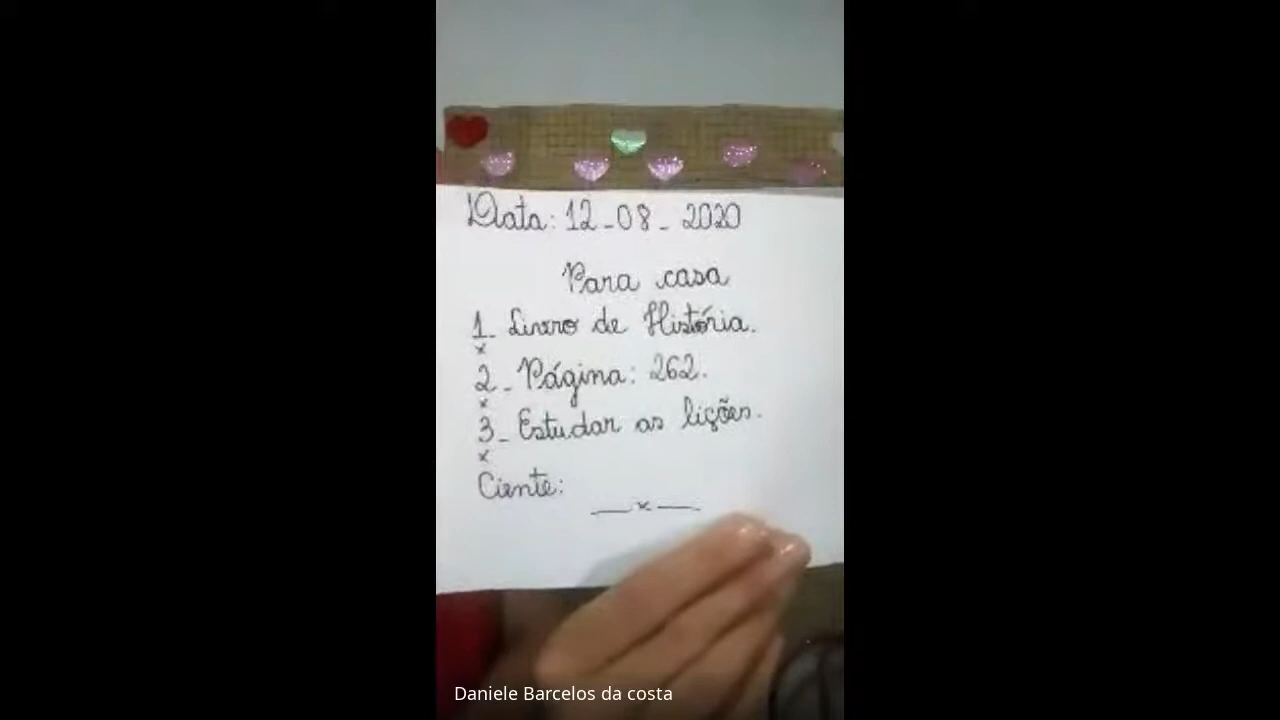 Data: 12-08-2020
Para casa
1- Livro de História.
x
2- Página: 262.
x
3- Estudar as lições.
x
Ciente:
___x___
Daniele Barcelos da costa